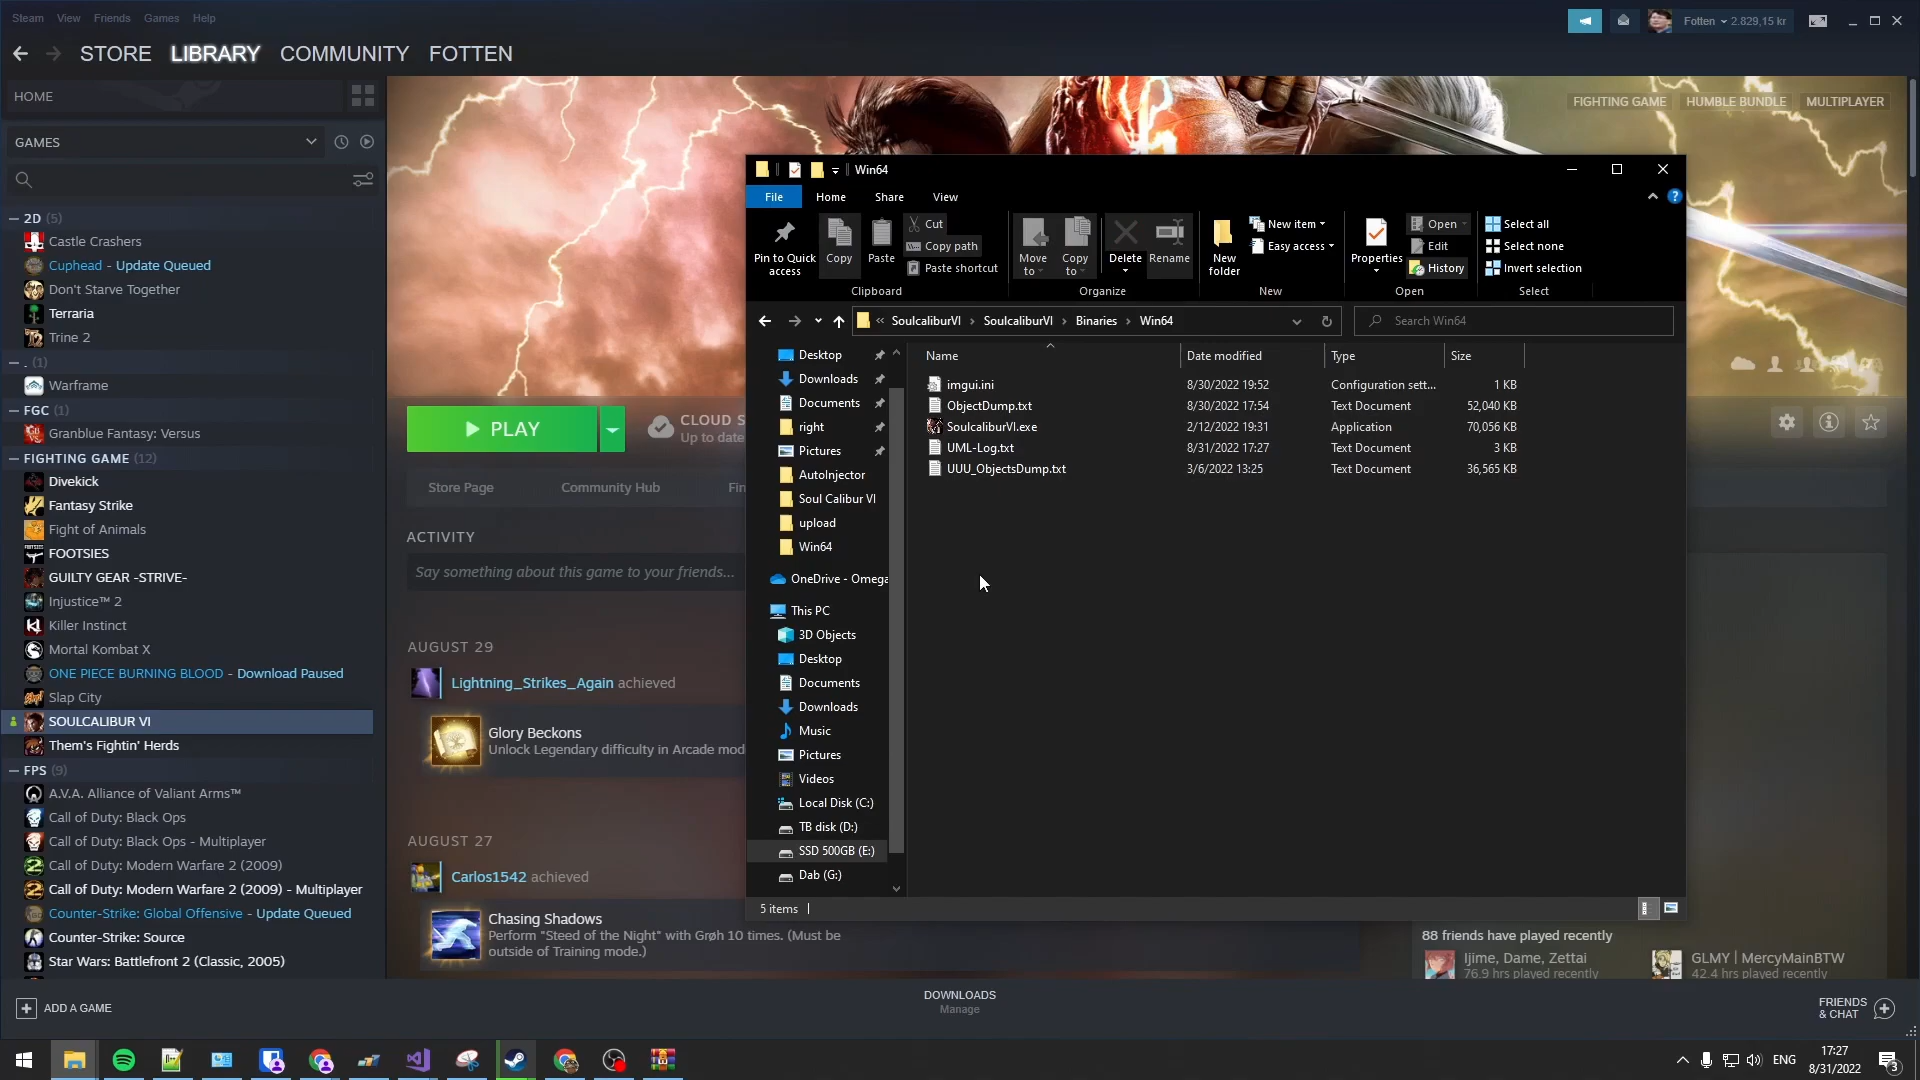 Steam View Friends Games Help
Fotten 2.829,15 kr
STORE LIBRARY COMMUNITY FOTTEN
HOME
GAMES
2D (5)
Castle Crashers
Cuphead - Update Queued
Don't Starve Together
Terraria
Trine 2
. (1)
Warframe
FGC (1)
Granblue Fantasy: Versus
FIGHTING GAME (12)
Divekick
Fantasy Strike
Fight of Animals
FOOTSIES
GUILTY GEAR -STRIVE-
Injustice™ 2
Killer Instinct
Mortal Kombat X
ONE PIECE BURNING BLOOD - Download Paused
Slap City
SOULCALIBUR VI
Them's Fightin' Herds
FPS (9)
A.V.A. Alliance of Valiant Arms™
Call of Duty: Black Ops
Call of Duty: Black Ops - Multiplayer
Call of Duty: Modern Warfare 2 (2009)
Call of Duty: Modern Warfare 2 (2009) - Multiplayer
Counter-Strike: Global Offensive - Update Queued
Counter-Strike: Source
Star Wars: Battlefront 2 (Classic, 2005)
ADD A GAME
FIGHTING GAME HUMBLE BUNDLE MULTIPLAYER
PLAY
CLOUD S
Up to date
Store Page Community Hub Fin
ACTIVITY
Say something about this game to your friends...
AUGUST 29
Lightning_Strikes_Again achieved
Glory Beckons
Unlock Legendary difficulty in Arcade mod
AUGUST 27
Carlos1542 achieved
Chasing Shadows
Perform "Steed of the Night" with Grøh 10 times. (Must be
outside of Training mode.)
Win64
File Home Share View
Pin to Quick
access
Copy
Paste
Cut
Copy path
Paste shortcut
Clipboard
Move
to
Copy
to
Delete
Rename
Organize
New
folder
New item
Easy access
New
Properties
Open
Edit
History
Open
Select all
Select none
Invert selection
Select
« SoulcaliburVI › SoulcaliburVI › Binaries › Win64
Search Win64
Desktop
Downloads
Documents
right
Pictures
AutoInjector
Soul Calibur VI
upload
Win64
OneDrive - Omega
This PC
3D Objects
Desktop
Documents
Downloads
Music
Pictures
Videos
Local Disk (C:)
TB disk (D:)
SSD 500GB (E:)
Dab (G:)
Name Date modified Type Size
imgui.ini 8/30/2022 19:52 Configuration sett... 1 KB
ObjectDump.txt 8/30/2022 17:54 Text Document 52,040 KB
SoulcaliburVI.exe 2/12/2022 19:31 Application 70,056 KB
UML-Log.txt 8/31/2022 17:27 Text Document 3 KB
UUU_ObjectsDump.txt 3/6/2022 13:25 Text Document 36,565 KB
5 items
88 friends have played recently
Ijime, Dame, Zettai
76.9 hrs played recently
GLMY | MercyMainBTW
42.4 hrs played recently
DOWNLOADS
Manage
FRIENDS
& CHAT
ENG
17:27
8/31/2022
3